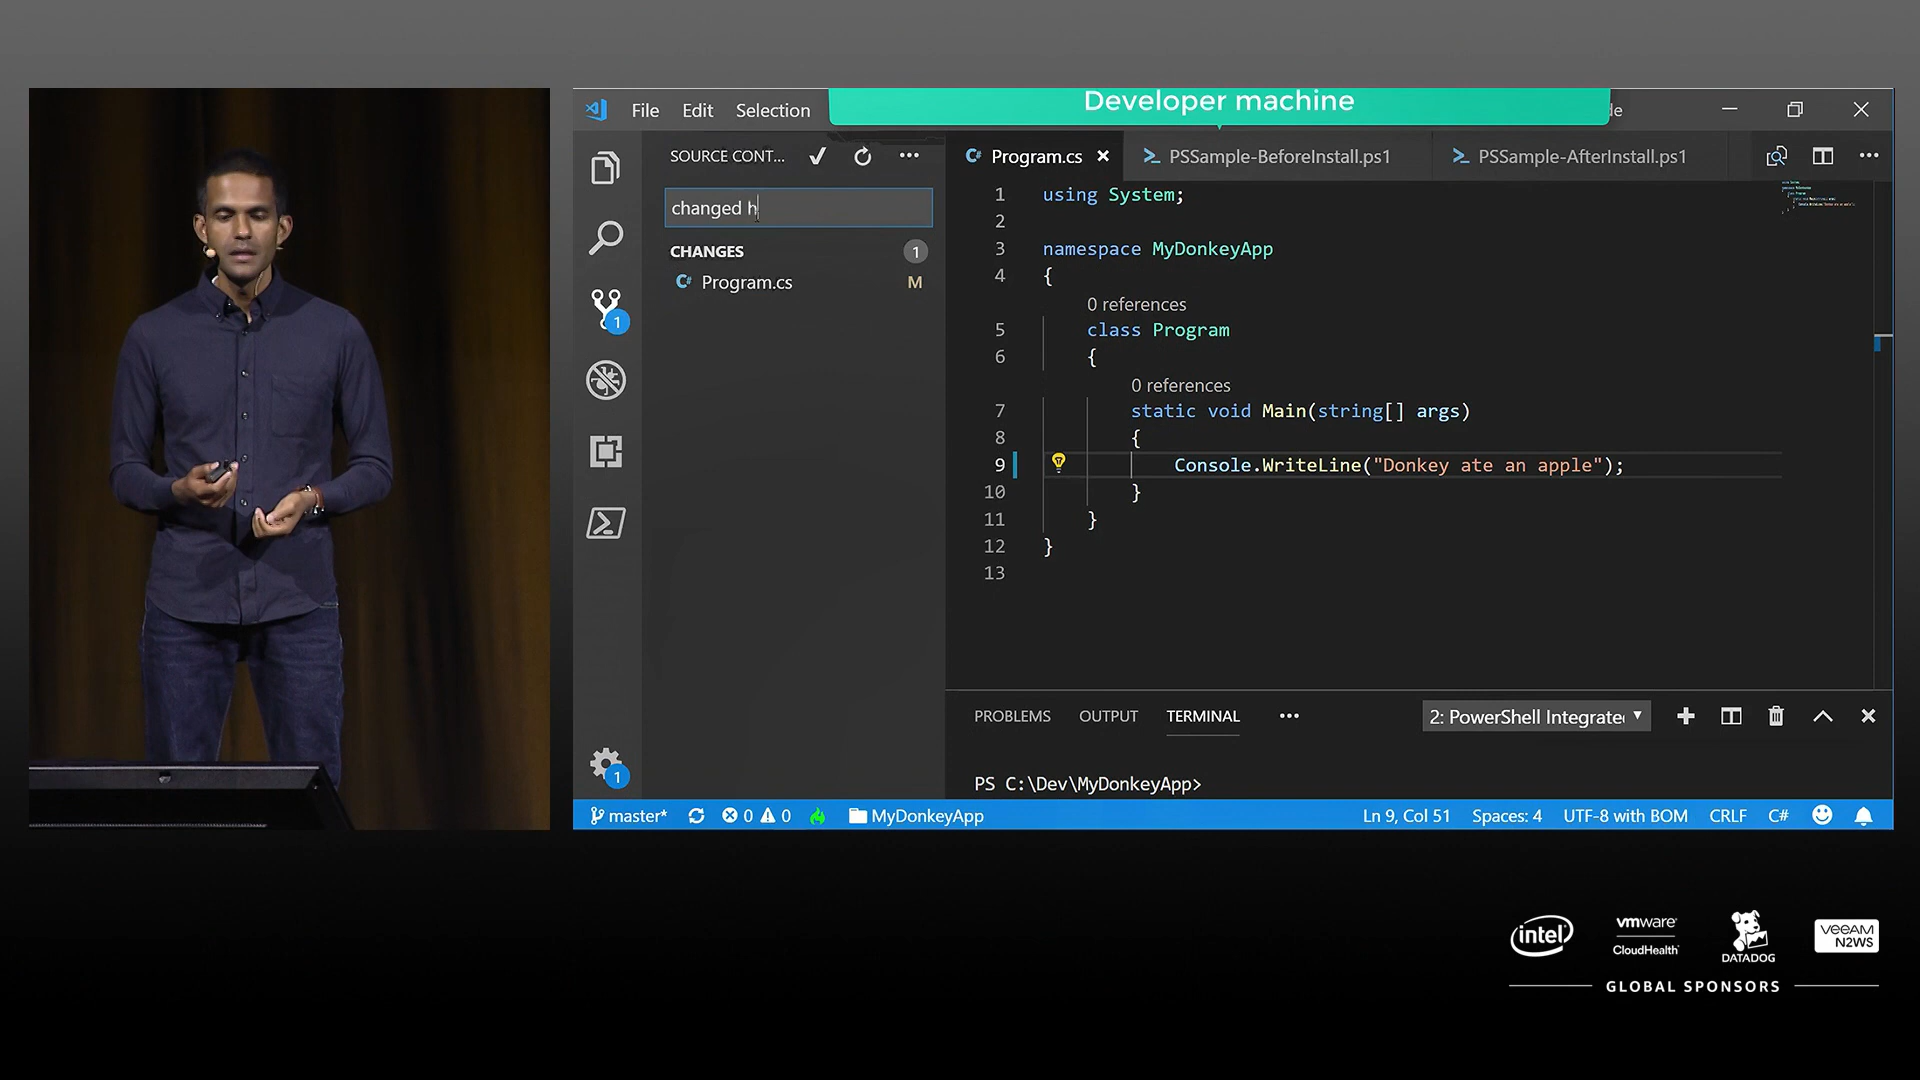 Developer machine
File Edit Selection
SOURCE CONT...
changed h
CHANGES 1
Program.cs M
1
1
Program.cs PSSample-BeforeInstall.ps1 PSSample-AfterInstall.ps1
1 using System;
2
3 namespace MyDonkeyApp
4 {
0 references
5 class Program
6 {
0 references
7 static void Main(string[] args)
8 {
9 Console.WriteLine("Donkey ate an apple");
10 }
11 }
12 }
13
PROBLEMS OUTPUT TERMINAL
2: PowerShell Integrate
PS C:\Dev\MyDonkeyApp>
master* 0 0 MyDonkeyApp Ln 9, Col 51 Spaces: 4 UTF-8 with BOM CRLF C#
intel
vmware
CloudHealth
DATADOG
VEEAM
N2WS
GLOBAL SPONSORS